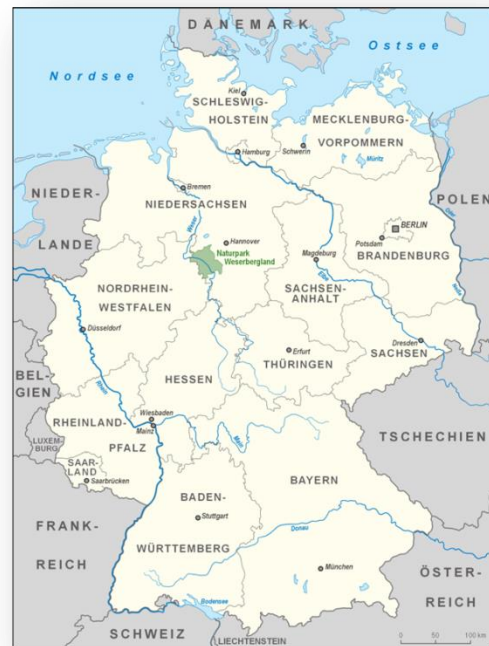 DÄNEMARK
Ostsee
Nordsee
Kiel
SCHLESWIG-
HOLSTEIN
MECKLENBURG-
VORPOMMERN
Hamburg
Schwerin
Müritz
NIEDER-
LANDE
Bremen
NIEDERSACHSEN
Weser
POLEN
Oder
BERLIN
Hannover
Potsdam
BRANDENBURG
Naturpark
Weserbergland
Magdeburg
Elbe
NORDRHEIN-
WESTFALEN
SACHSEN-
ANHALT
Neiße
Düsseldorf
Dresden
SACHSEN
Erfurt
THÜRINGEN
HESSEN
BEL-
GIEN
Rhein
RHEINLAND-
PFALZ
Wiesbaden
Mainz
Main
TSCHECHIEN
LUXEM-
BURG
SAAR-
LAND
Saarbrücken
BAYERN
BADEN-
WÜRTTEMBERG
Stuttgart
FRANK-
REICH
Donau
München
ÖSTER-
REICH
Bodensee
SCHWEIZ
LIECHTENSTEIN
0 50 100 km